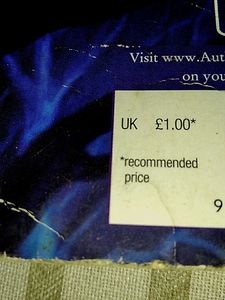 Visit www.Aut
on you
UK £1.00*
*recommended
price
9